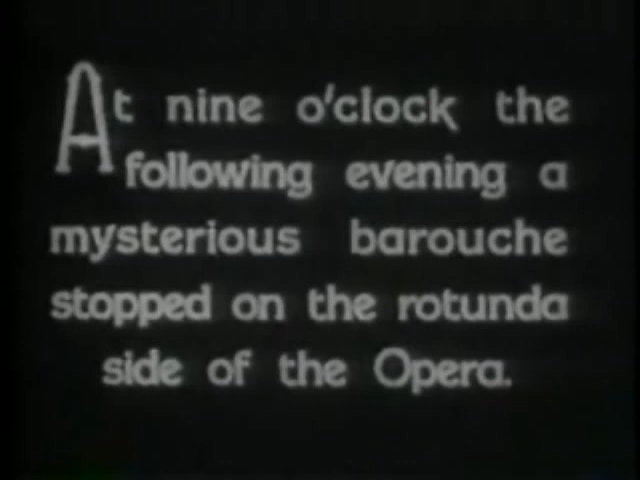 At nine o'clock the
following evening a
mysterious barouche
stopped on the rotunda
side of the Opera.